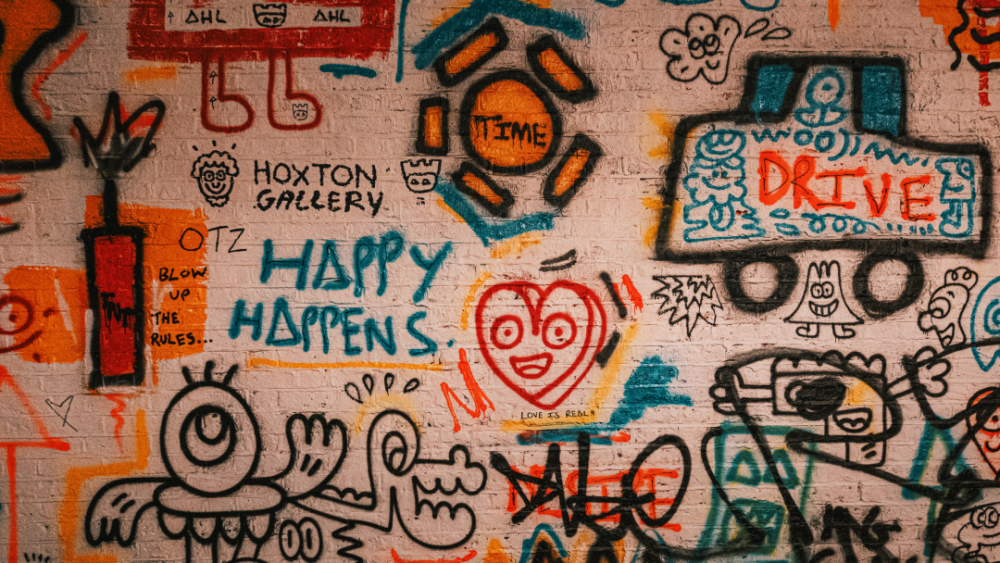 AHL AHL
TIME
HOXTON
GALLERY
DRIVE
OTZ
BLOW
UP
THE
RULES...
HAPPY
HAPPENS.
LOVE IS REAL